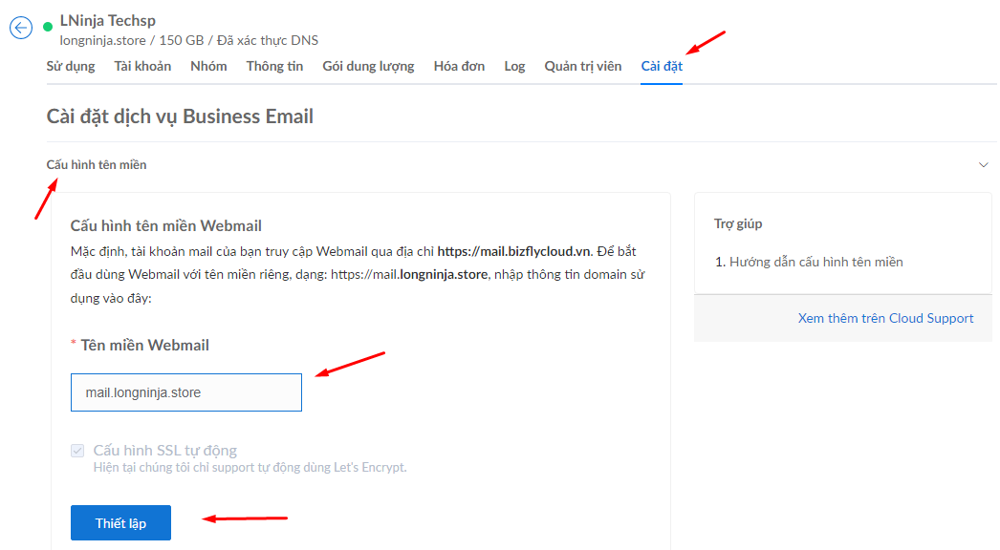 LNinja Techsp
longninja.store / 150 GB / Đã xác thực DNS
Sử dụng Tài khoản Nhóm Thông tin Gói dung lượng Hóa đơn Log Quản trị viên Cài đặt
Cài đặt dịch vụ Business Email
Cấu hình tên miền
Cấu hình tên miền Webmail
Mặc định, tài khoản mail của bạn truy cập Webmail qua địa chỉ https://mail.bizflycloud.vn. Để bắt
đầu dùng Webmail với tên miền riêng, dạng: https://mail.longninja.store, nhập thông tin domain sử
dụng vào đây:
* Tên miền Webmail
mail.longninja.store
Cấu hình SSL tự động
Hiện tại chúng tôi chỉ support tự động dùng Let's Encrypt.
Thiết lập
Trợ giúp
1. Hướng dẫn cấu hình tên miền
Xem thêm trên Cloud Support